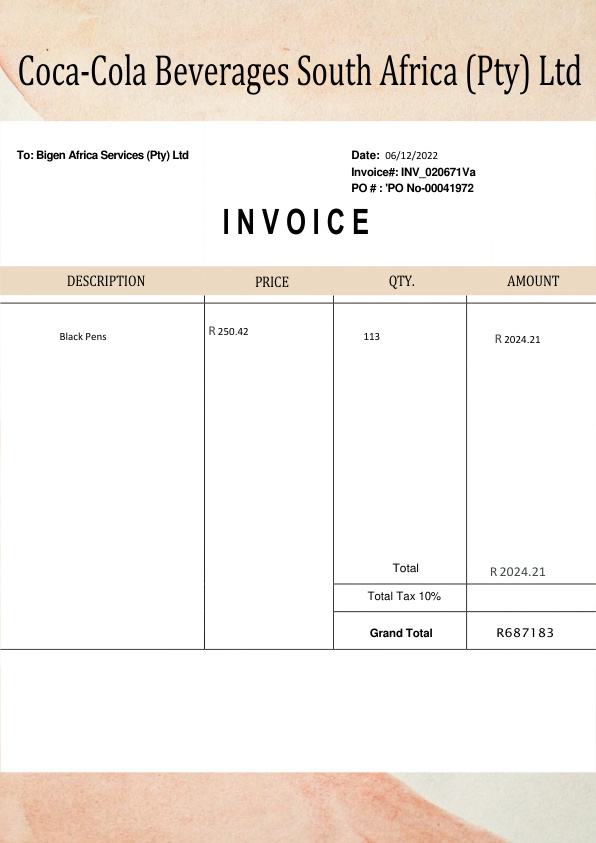 Coca-Cola Beverages South Africa (Pty) Ltd
To: Bigen Africa Services (Pty) Ltd
Date: 06/12/2022
Invoice#: INV_020671Va
PO # : 'PO No-00041972
INVOICE
DESCRIPTION PRICE QTY. AMOUNT
Black Pens R 250.42 113 R 2024.21
Total R 2024.21
Total Tax 10%
Grand Total R687183